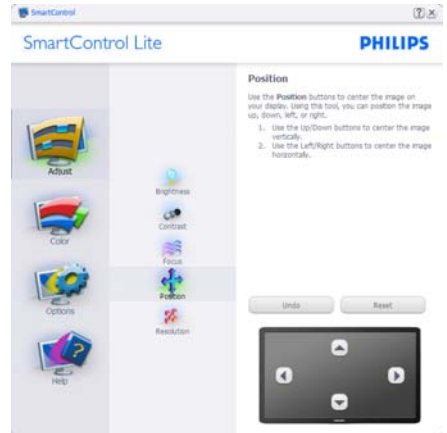 SmartControl
SmartControl Lite
PHILIPS
Adjust
Color
Options
Help
Brightness
Contrast
Focus
Position
Resolution
Position
Use the Position buttons to center the image on
your display. Using this tool, you can position the image
up, down, left, or right.
1. Use the Up/Down buttons to center the image
vertically.
2. Use the Left/Right buttons to center the image
horizontally.
Undo
Reset